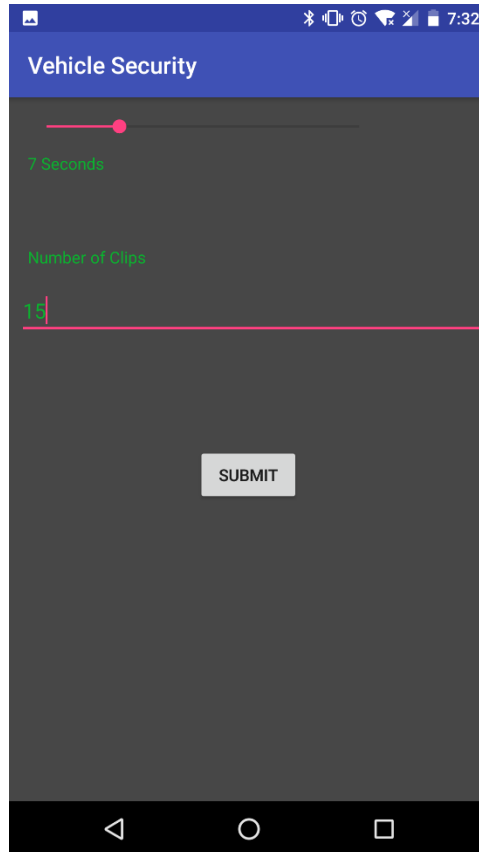 7:32
Vehicle Security
7 Seconds
Number of Clips
15
SUBMIT